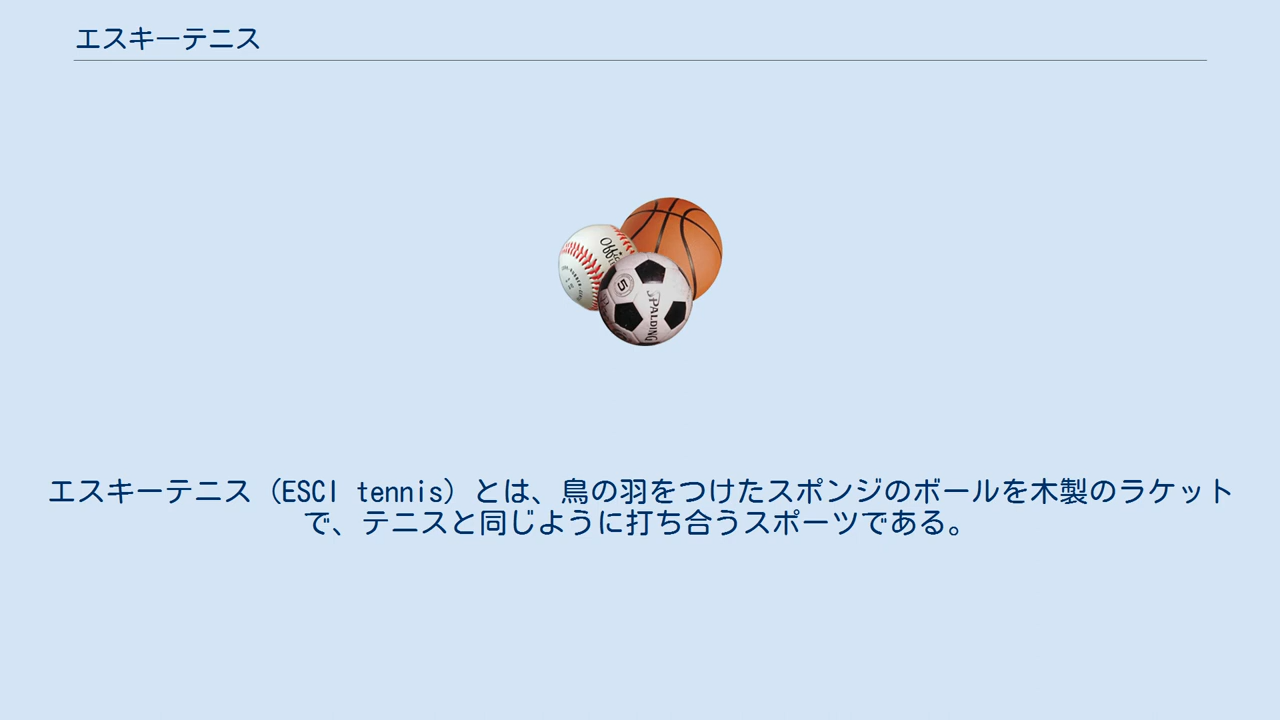 エスキーテニス
Offici
5
SPALDING
エスキーテニス（ESCI tennis）とは、鳥の羽をつけたスポンジのボールを木製のラケット
で、テニスと同じように打ち合うスポーツである。